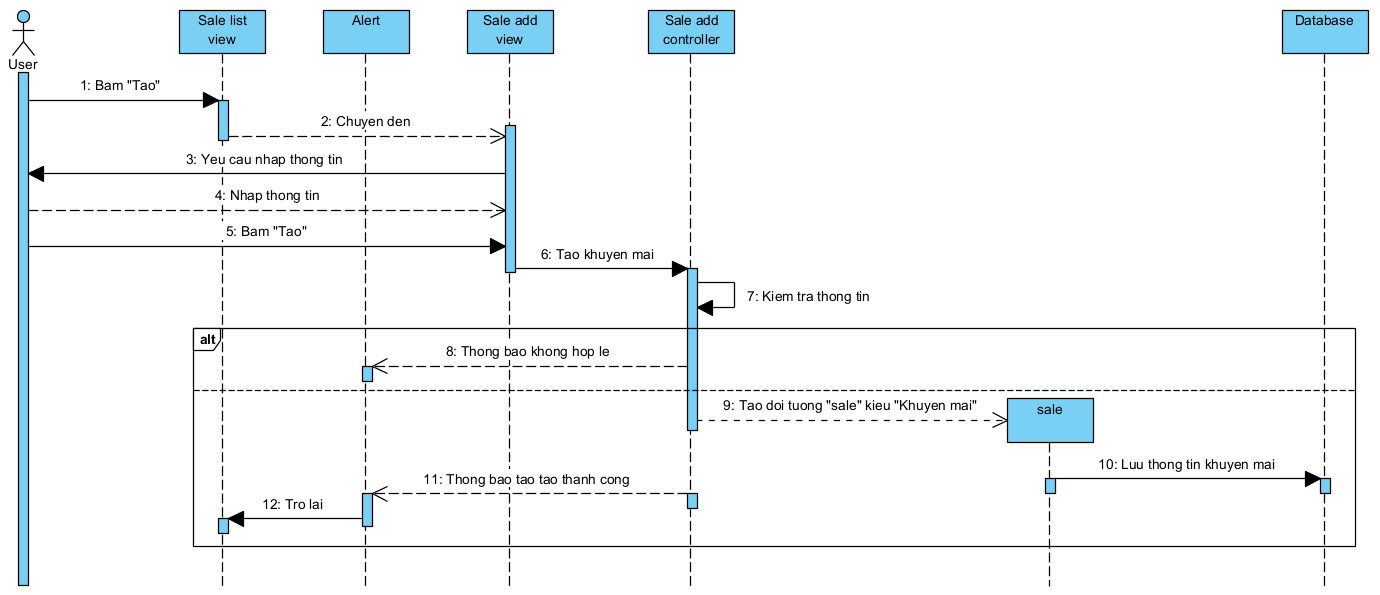 User
Sale list
view
Alert
Sale add
view
Sale add
controller
Database
1: Bam "Tao"
2: Chuyen den
3: Yeu cau nhap thong tin
4: Nhap thong tin
5: Bam "Tao"
6: Tao khuyen mai
7: Kiem tra thong tin
alt
8: Thong bao khong hop le
9: Tao doi tuong "sale" kieu "Khuyen mai"
sale
10: Luu thong tin khuyen mai
11: Thong bao tao tao thanh cong
12: Tro lai